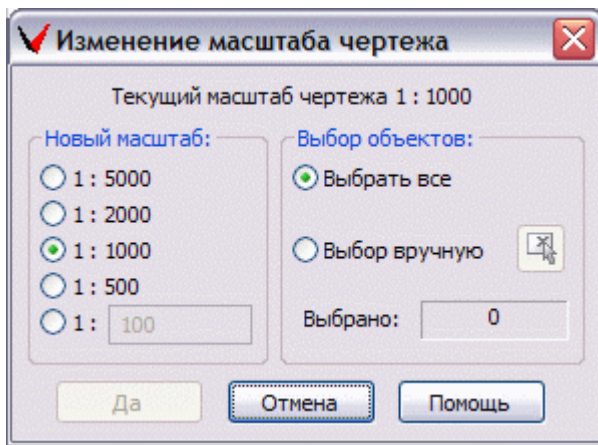 Изменение масштаба чертежа
Текущий масштаб чертежа 1 : 1000
Новый масштаб:
1 : 5000
1 : 2000
1 : 1000
1 : 500
1 : 100
Выбор объектов:
Выбрать все
Выбор вручную
Выбрано: 0
Да
Отмена
Помощь